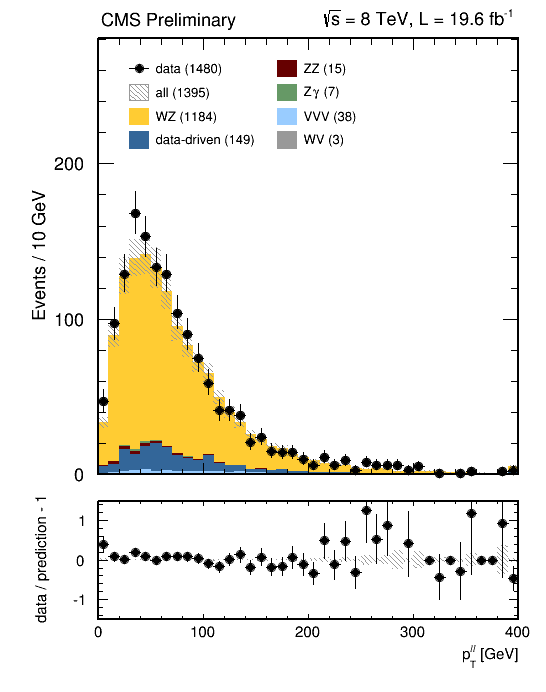 CMS Preliminary
√s = 8 TeV, L = 19.6 fb⁻¹
data (1480)
all (1395)
WZ (1184)
data-driven (149)
ZZ (15)
Zγ (7)
VVV (38)
WV (3)
Events / 10 GeV
200
100
0
data / prediction - 1
1
0
-1
0 100 200 300 400
p_T^{ll} [GeV]